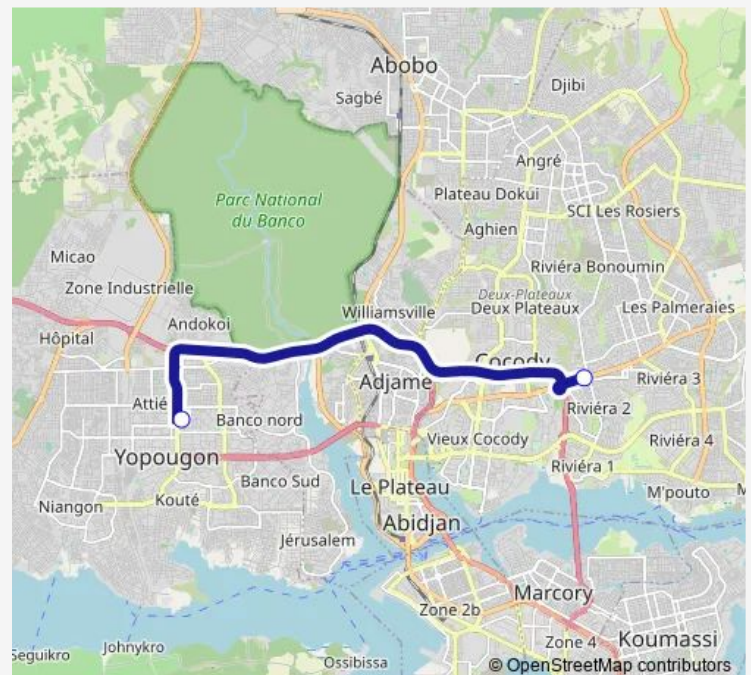 Abobo
Sagbé
Djibi
Angré
Parc National
du Banco
Plateau Dokui
SCI Les Rosiers
Aghien
Micao
Riviéra Bonoumin
Zone Industrielle
Deux-Plateaux
Deux Plateaux
Les Palmeraies
Williamsville
Andokoi
Hôpital
Cocody
Adjamé
Riviéra 3
Attié
Riviéra 2
Banco nord
Vieux Cocody
Riviéra 4
Yopougon
Riviéra 1
Banco Sud
Le Plateau
M'pouto
M
Niangon
Kouté
Abidjan
Jérusalem
Marcory
Zone 2b
Zone 4
Koumassi
Seguikro
Johnykro
Ossibissa
© OpenStreetMap contributors